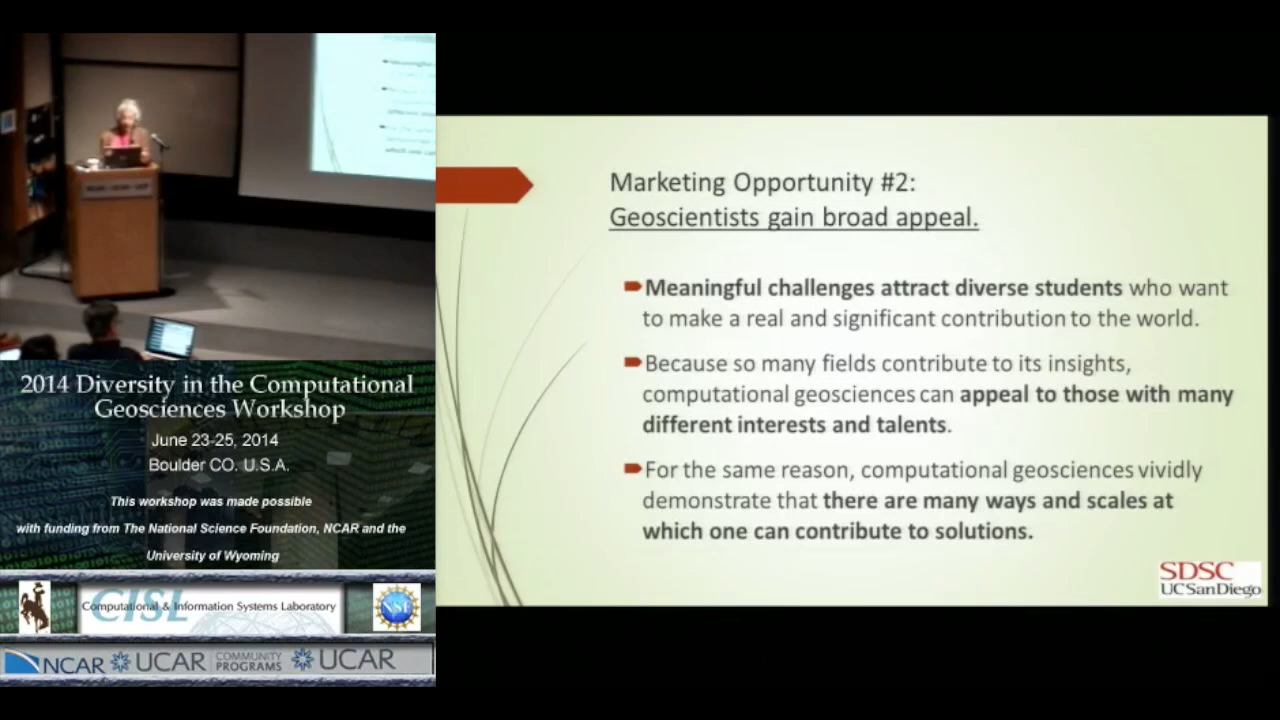 2014 Diversity in the Computational
Geosciences Workshop
June 23-25, 2014
Boulder CO. U.S.A.
This workshop was made possible
with funding from The National Science Foundation, NCAR and the
University of Wyoming
CISL
Computational & Information Systems Laboratory
NSF
NCAR
UCAR
COMMUNITY
PROGRAMS
UCAR
Marketing Opportunity #2:
Geoscientists gain broad appeal.
Meaningful challenges attract diverse students who want
to make a real and significant contribution to the world.
Because so many fields contribute to its insights,
computational geosciences can appeal to those with many
different interests and talents.
For the same reason, computational geosciences vividly
demonstrate that there are many ways and scales at
which one can contribute to solutions.
SDSC
UC San Diego